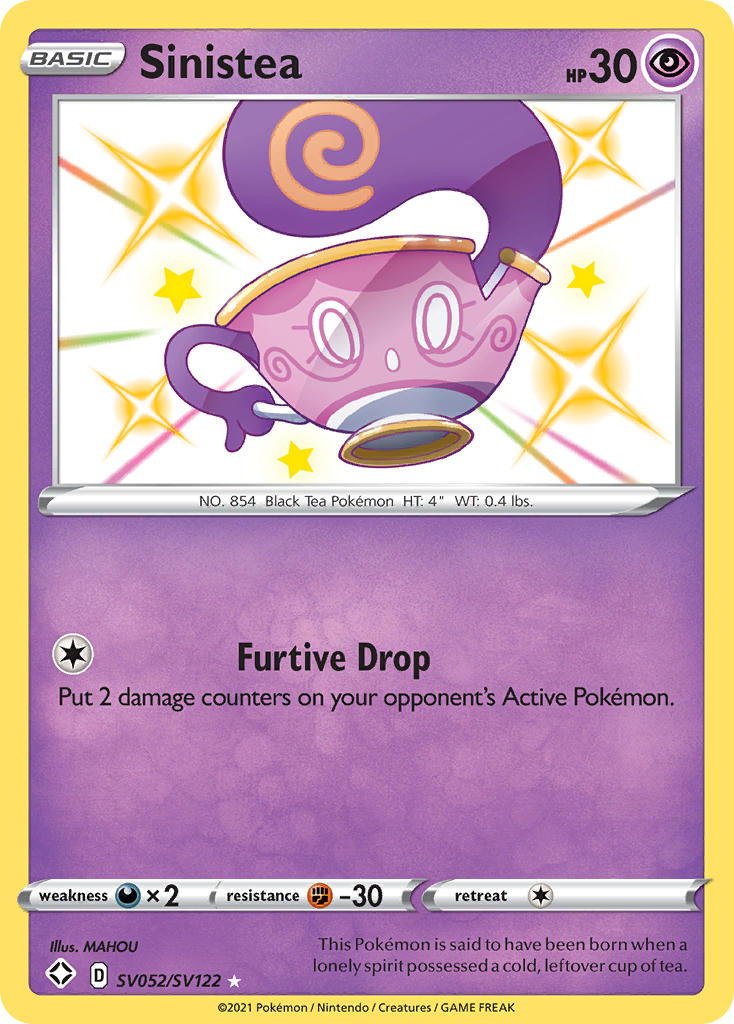 BASIC Sinistea HP30
NO. 854 Black Tea Pokémon HT: 4" WT: 0.4 lbs.
Furtive Drop
Put 2 damage counters on your opponent's Active Pokémon.
weakness ×2 resistance -30 retreat
Illus. MAHOU
This Pokémon is said to have been born when a
lonely spirit possessed a cold, leftover cup of tea.
D SV052/SV122
©2021 Pokémon / Nintendo / Creatures / GAME FREAK